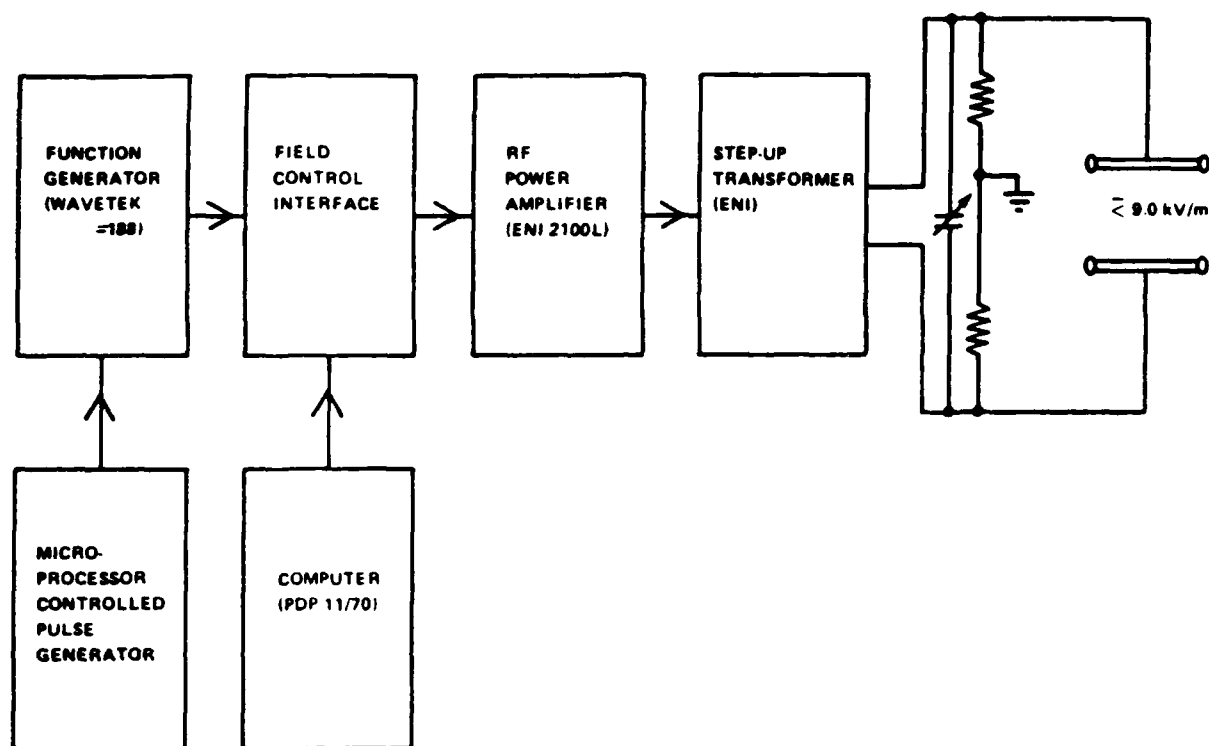 FUNCTION
GENERATOR
(WAVETEK
=188)
FIELD
CONTROL
INTERFACE
RF
POWER
AMPLIFIER
(ENI 2100L)
STEP-UP
TRANSFORMER
(ENI)
≤ 9.0 kV/m
MICRO-
PROCESSOR
CONTROLLED
PULSE
GENERATOR
COMPUTER
(PDP 11/70)